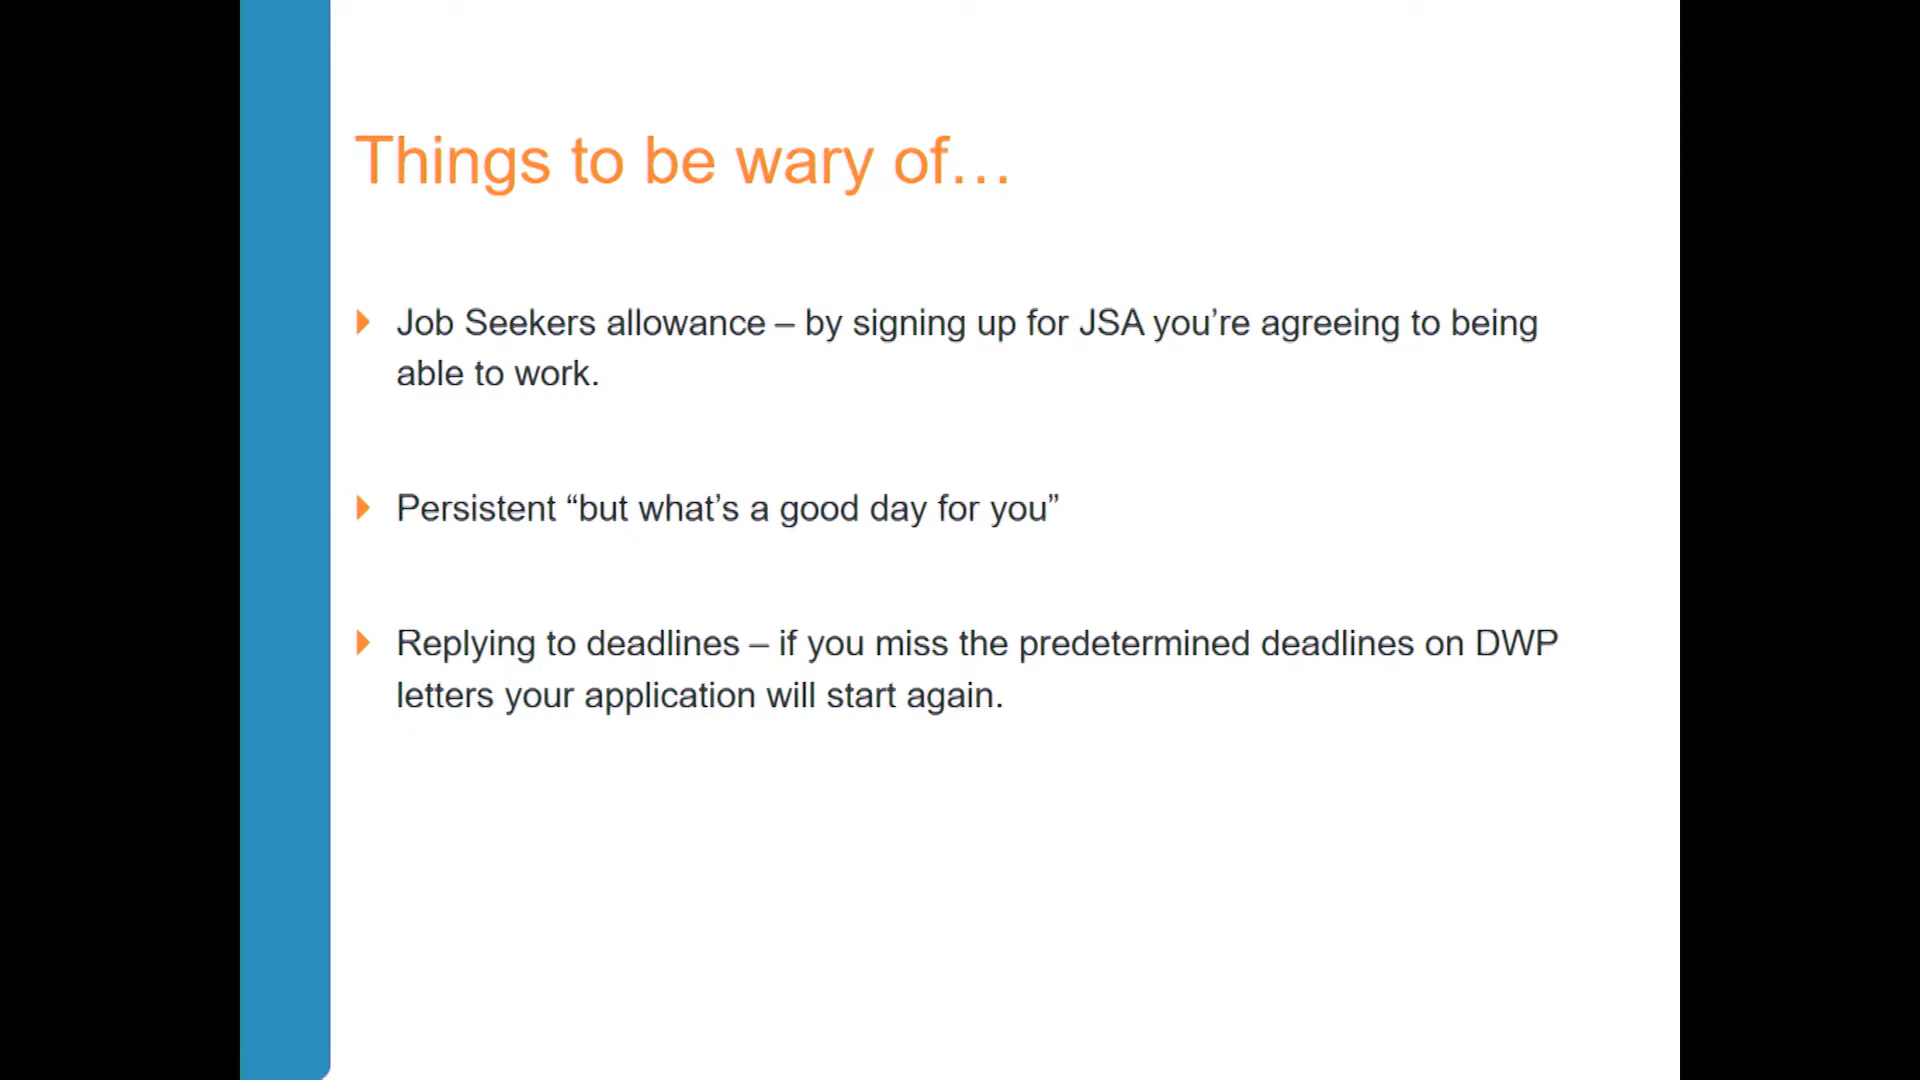 Things to be wary of…
Job Seekers allowance – by signing up for JSA you’re agreeing to being
able to work.
Persistent “but what’s a good day for you”
Replying to deadlines – if you miss the predetermined deadlines on DWP
letters your application will start again.